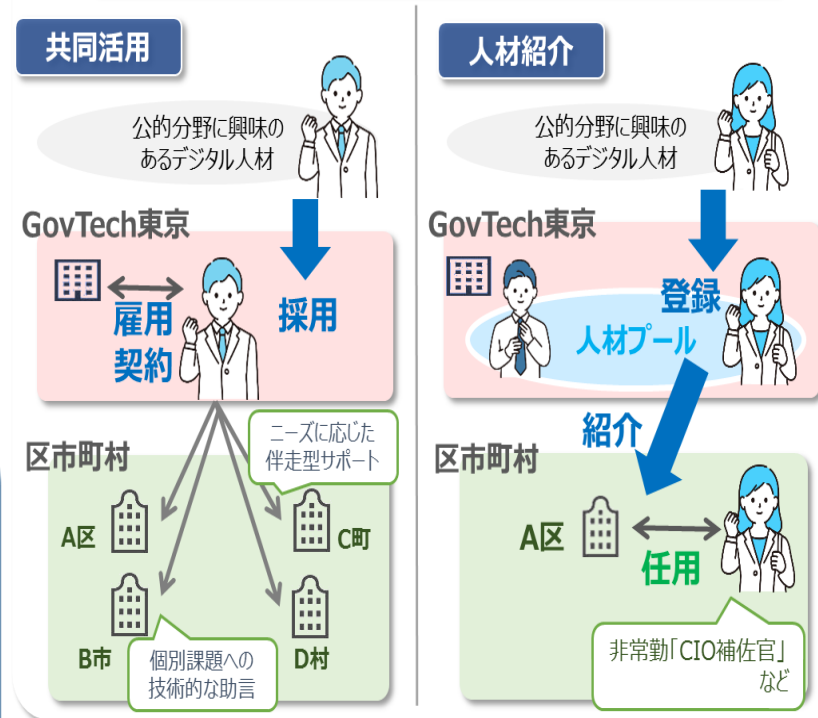 共同活用
公的分野に興味の
あるデジタル人材
GovTech東京
雇用
契約
採用
ニーズに応じた
伴走型サポート
区市町村
A区
C町
B市
D村
個別課題への
技術的な助言
人材紹介
公的分野に興味の
あるデジタル人材
GovTech東京
登録
人材プール
紹介
区市町村
A区
任用
非常勤「CIO補佐官」
など